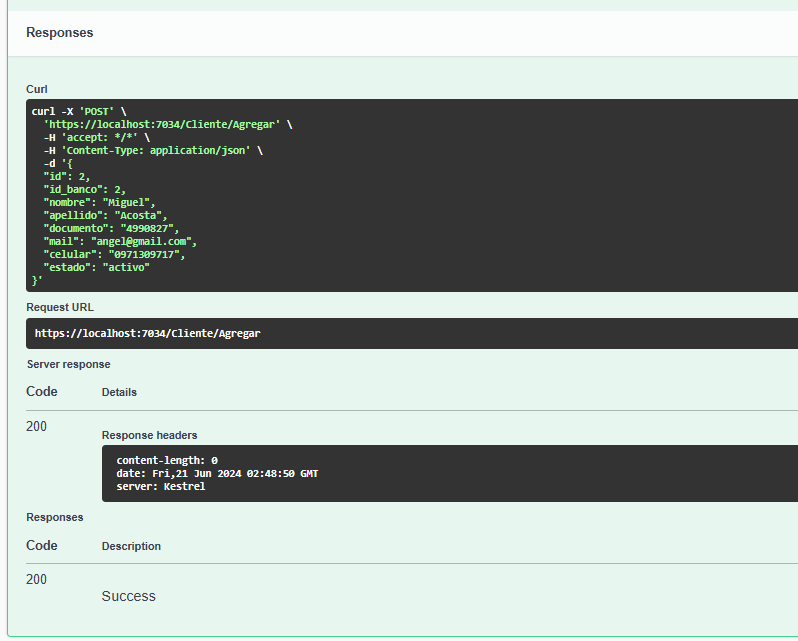 Responses
Curl
curl -X 'POST' \
  'https://localhost:7034/Cliente/Agregar' \
  -H 'accept: */*' \
  -H 'Content-Type: application/json' \
  -d '{
  "id": 2,
  "id_banco": 2,
  "nombre": "Miguel",
  "apellido": "Acosta",
  "documento": "4990827",
  "mail": "angel@gmail.com",
  "celular": "0971309717",
  "estado": "activo"
}'
Request URL
https://localhost:7034/Cliente/Agregar
Server response
Code Details
200
Response headers
content-length: 0
date: Fri,21 Jun 2024 02:48:50 GMT
server: Kestrel
Responses
Code Description
200
Success